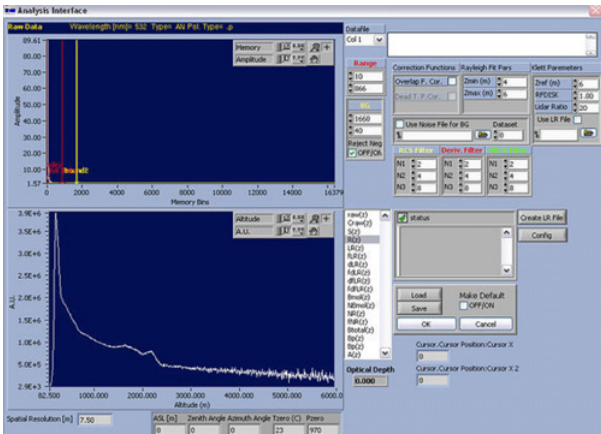 Analysis Interface
Raw Data Wavelength [nm]= 532 Type= AN Pol. Type= .p
Memory
Amplitude
89.61
80.00
70.00
60.00
50.00
40.00
30.00
20.00
10.00
1.57
Amplitude
0 2000 4000 6000 8000 10000 12000 14000 16379
Memory Bins
Datafile
Col 1
Range
10
866
BG
1660
40
Reject Neg
OFF/ON
Correction Functions
Overlap F. Cor.
Dead T. F.Cor.
Rayleigh Fit Pars
Zmin (m) 4
Zmax (m) 6
Klett Paremeters
Zref (m) 6
RFDISK 1.00
Lidar Ratio 20
Use LR File
Use Noise File for BG
Dataset
0
RCS Filter
N1 2
N2 4
N3 8
Deriv. Filter
N1 2
N2 4
N3 8
N1 2
N2 4
N3 8
Altitude
A.U.
3.9E+6
3.5E+6
3.0E+6
2.5E+6
2.0E+6
1.5E+6
1.0E+6
5.0E+5
2.9E+3
A.U.
82.500 1000.000 2000.000 3000.000 4000.000 5000.000 6000.0
Altitude (m)
raw(z)
Craw(z)
S(z)
R(z)
LR(z)
fLR(z)
dLR(z)
fdLR(z)
dfLR(z)
fdfLR(z)
Bmol(z)
NBmol(z)
NR(z)
fNR(z)
Btotal(z)
Bp(z)
Bp(z)
A(z)
status
Create LR File
Config
Load
Save
Make Default
OFF/ON
OK
Cancel
Optical Depth
0.000
Cursor.Cursor Position:Cursor X
0
Cursor.Cursor Position:Cursor X 2
0
Spatial Resolution [m] 7.50
ASL [m] Zenith Angle Azimuth Angle Tzero (C) Pzero
0 0 0 23 970